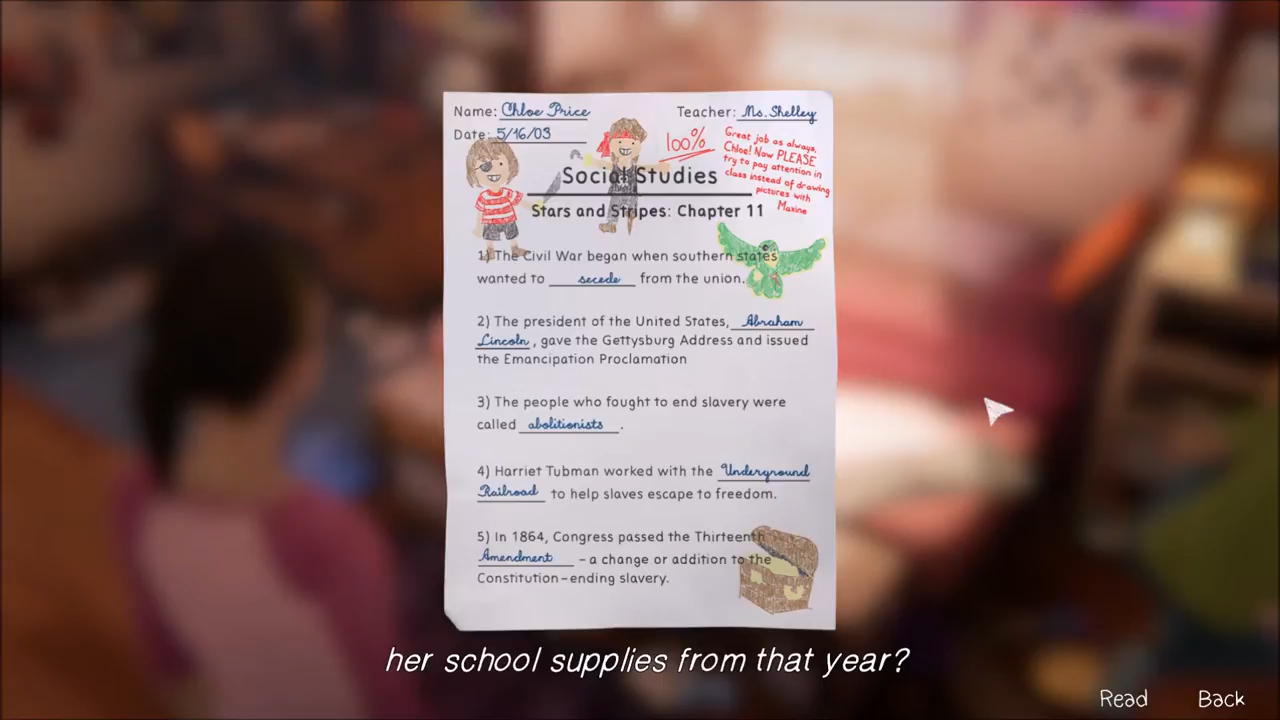 Name: Chloe Price
Teacher: Ms. Shelley
Date: 5/16/03
100%
Great job as always,
Chloe! Now PLEASE
try to pay attention in
class instead of drawing
pictures with
Maxine
Social Studies
Stars and Stripes: Chapter 11
1) The Civil War began when southern states
wanted to secede from the union.
2) The president of the United States, Abraham
Lincoln, gave the Gettysburg Address and issued
the Emancipation Proclamation
3) The people who fought to end slavery were
called abolitionists.
4) Harriet Tubman worked with the Underground
Railroad to help slaves escape to freedom.
5) In 1864, Congress passed the Thirteenth
Amendment - a change or addition to the
Constitution-ending slavery.
her school supplies from that year?
Read Back